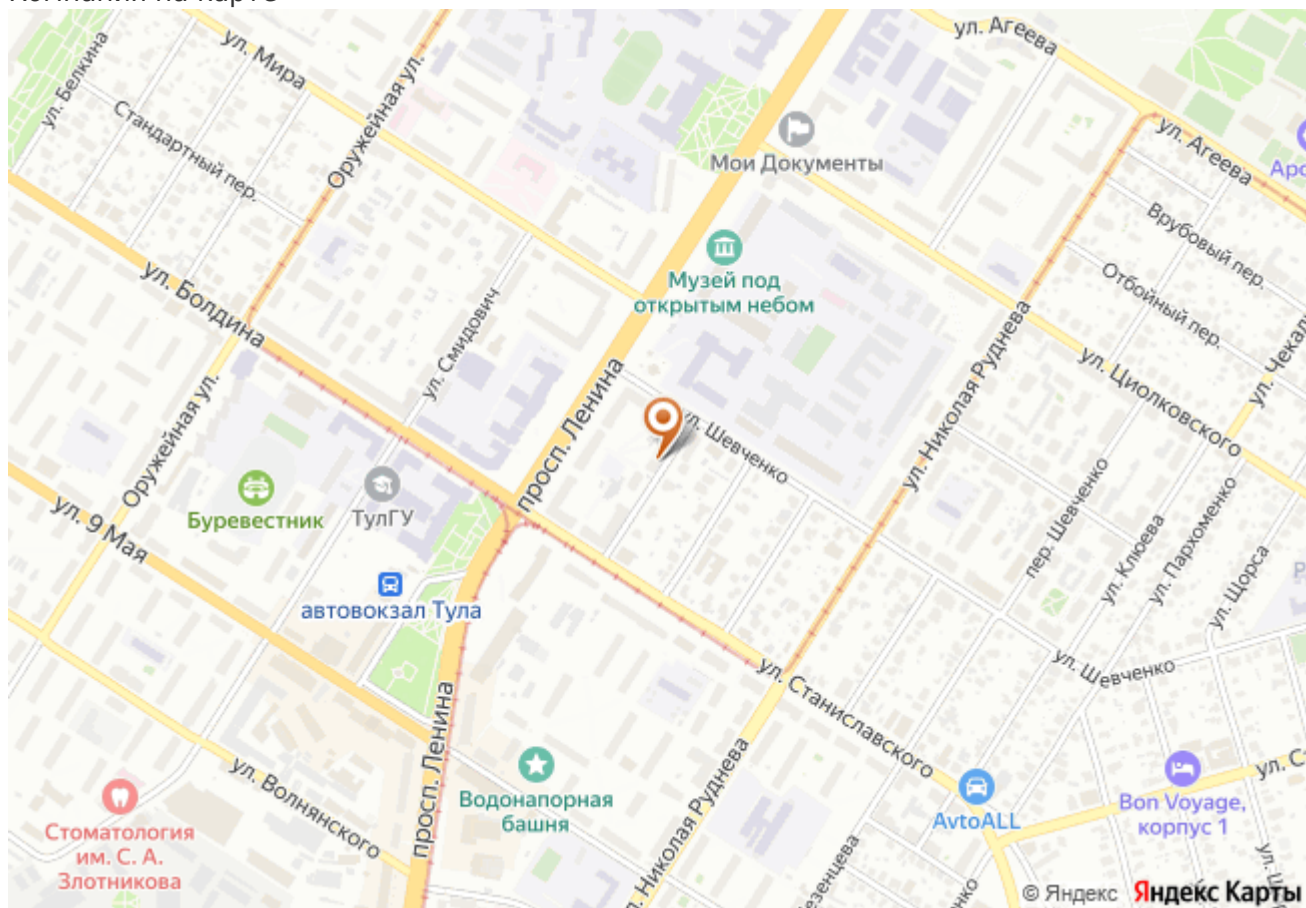 Компания на карте
ул. Агеева
ул. Мира
ул. Белкина
Оружейная ул.
Стандартный пер.
Мои Документы
ул. Агеева
Врубовый пер.
Музей под
открытым небом
Отбойный пер.
ул. Болдина
ул. Смидович
просп. Ленина
ул. Николая Руднева
ул. Циолковского
Оружейная ул.
ул. Шевченко
Буревестник
ТулГУ
ул. 9 Мая
пер. Шевченко
ул. Клюева
ул. Пархоменко
ул. Щорса
автовокзал Тула
ул. Шевченко
ул. Станиславского
просп. Ленина
ул. Волнянского
Водонапорная
башня
AvtoALL
Bon Voyage,
корпус 1
Стоматология
им. С. А.
Злотникова
Николая Руднева
© Яндекс Яндекс Карты